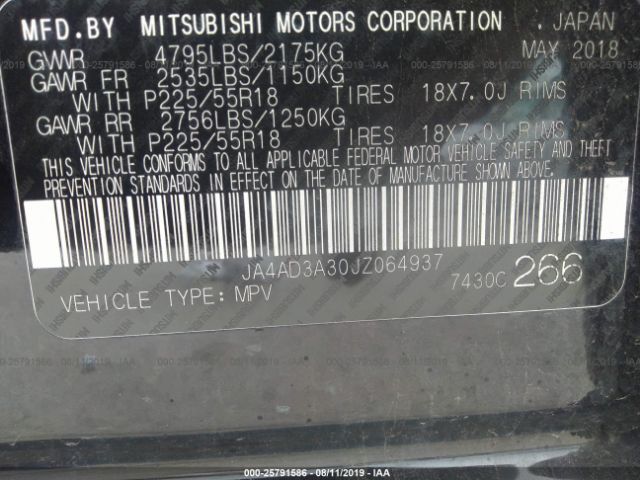 MFD.BY MITSUBISHI MOTORS CORPORATION . JAPAN
GVWR 4795LBS/2175KG MAY 2018
GAWR FR 2535LBS/1150KG
WITH P225/55R18 TIRES 18X7.0J RIMS
GAWR RR 2756LBS/1250KG
WITH P225/55R18 TIRES 18X7.0J RIMS
THIS VEHICLE CONFORMS TO ALL APPLICABLE FEDERAL MOTOR VEHICLE SAFETY AND THEFT
PREVENTION STANDARDS IN EFFECT ON THE DATE OF MANUFACTURE SHOWN ABOVE.
JA4AD3A30JZ064937
VEHICLE TYPE: MPV 7430C 266
000-25791586 08/11/2019 - IAA